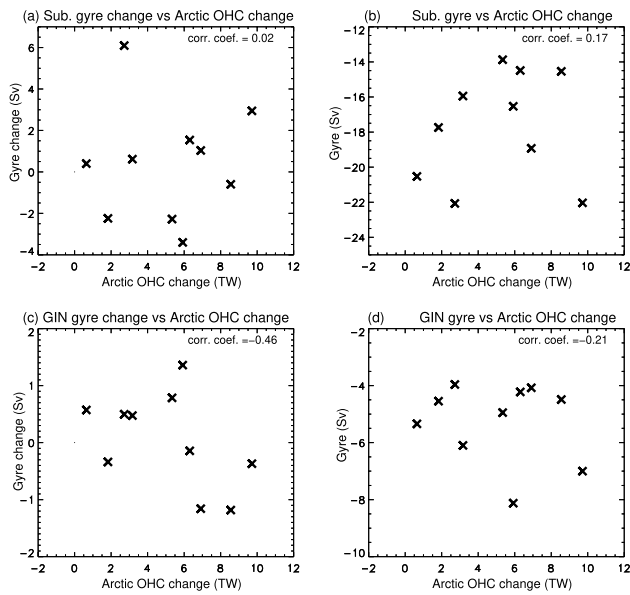 (a) Sub. gyre change vs Arctic OHC change
corr. coef. = 0.02
Gyre change (Sv)
6
4
2
0
−2
−4
−2 0 2 4 6 8 10 12
Arctic OHC change (TW)
(b) Sub. gyre vs Arctic OHC change
corr. coef. = 0.17
Gyre (Sv)
−12
−14
−16
−18
−20
−22
−24
−2 0 2 4 6 8 10 12
Arctic OHC change (TW)
(c) GIN gyre change vs Arctic OHC change
corr. coef. =−0.46
Gyre change (Sv)
2
1
0
−1
−2
−2 0 2 4 6 8 10 12
Arctic OHC change (TW)
(d) GIN gyre vs Arctic OHC change
corr. coef. =−0.21
Gyre (Sv)
−2
−4
−6
−8
−10
−2 0 2 4 6 8 10 12
Arctic OHC change (TW)